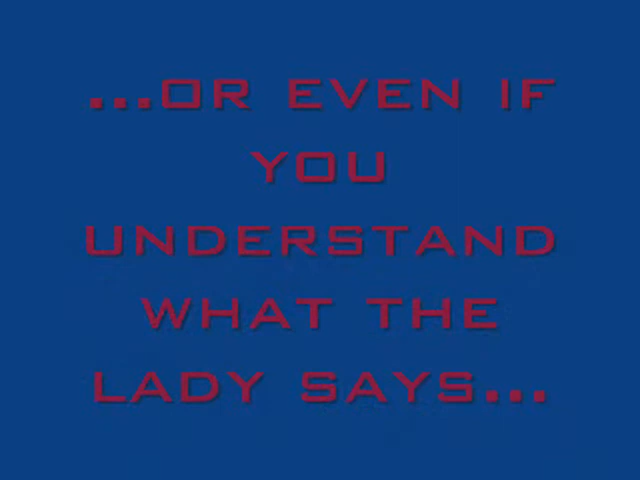 ...OR EVEN IF
YOU
UNDERSTAND
WHAT THE
LADY SAYS...